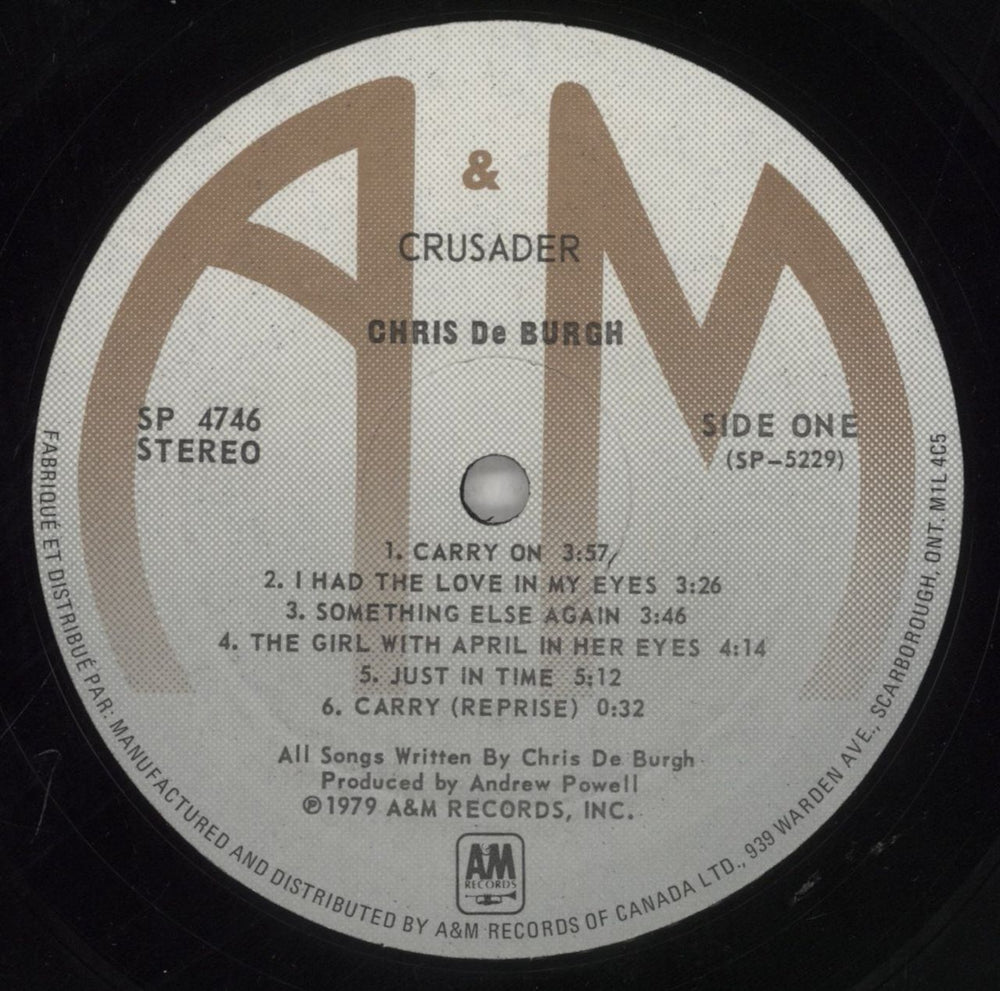 A & M
CRUSADER
CHRIS De BURGH
SP 4746
STEREO
SIDE ONE
(SP-5229)
1. CARRY ON 3:57
2. I HAD THE LOVE IN MY EYES 3:26
3. SOMETHING ELSE AGAIN 3:46
4. THE GIRL WITH APRIL IN HER EYES 4:14
5. JUST IN TIME 5:12
6. CARRY (REPRISE) 0:32
All Songs Written By Chris De Burgh
Produced by Andrew Powell
℗1979 A&M RECORDS, INC.
A&M
RECORDS
FABRIQUÉ ET DISTRIBUÉ PAR: MANUFACTURED AND DISTRIBUTED BY A&M RECORDS OF CANADA LTD., 939 WARDEN AVE., SCARBOROUGH, ONT. M1L 4C5